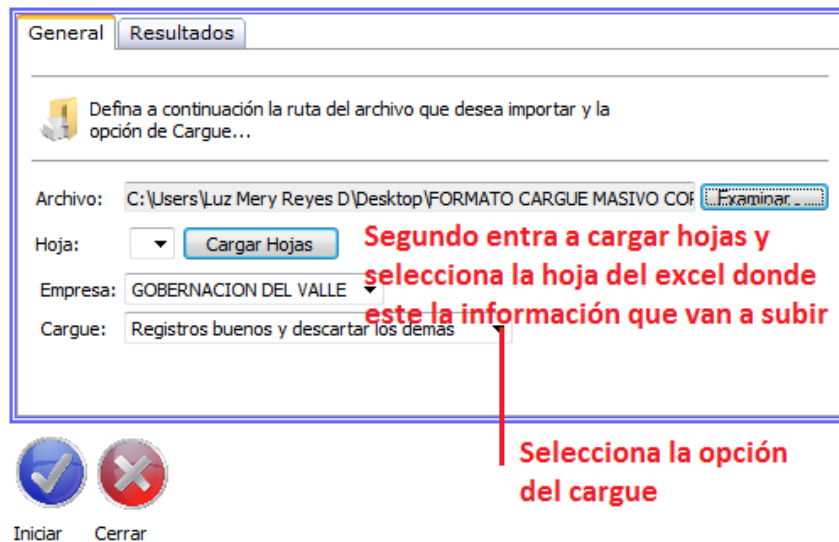 General Resultados
Defina a continuación la ruta del archivo que desea importar y la
opción de Cargue...
Archivo: C:\Users\Luz Mery Reyes D\Desktop\FORMATO CARGUE MASIVO COF Examinar...
Hoja: Cargar Hojas
Segundo entra a cargar hojas y
selecciona la hoja del excel donde
este la información que van a subir
Empresa: GOBERNACION DEL VALLE
Cargue: Registros buenos y descartar los demas
Selecciona la opción
del cargue
Iniciar Cerrar